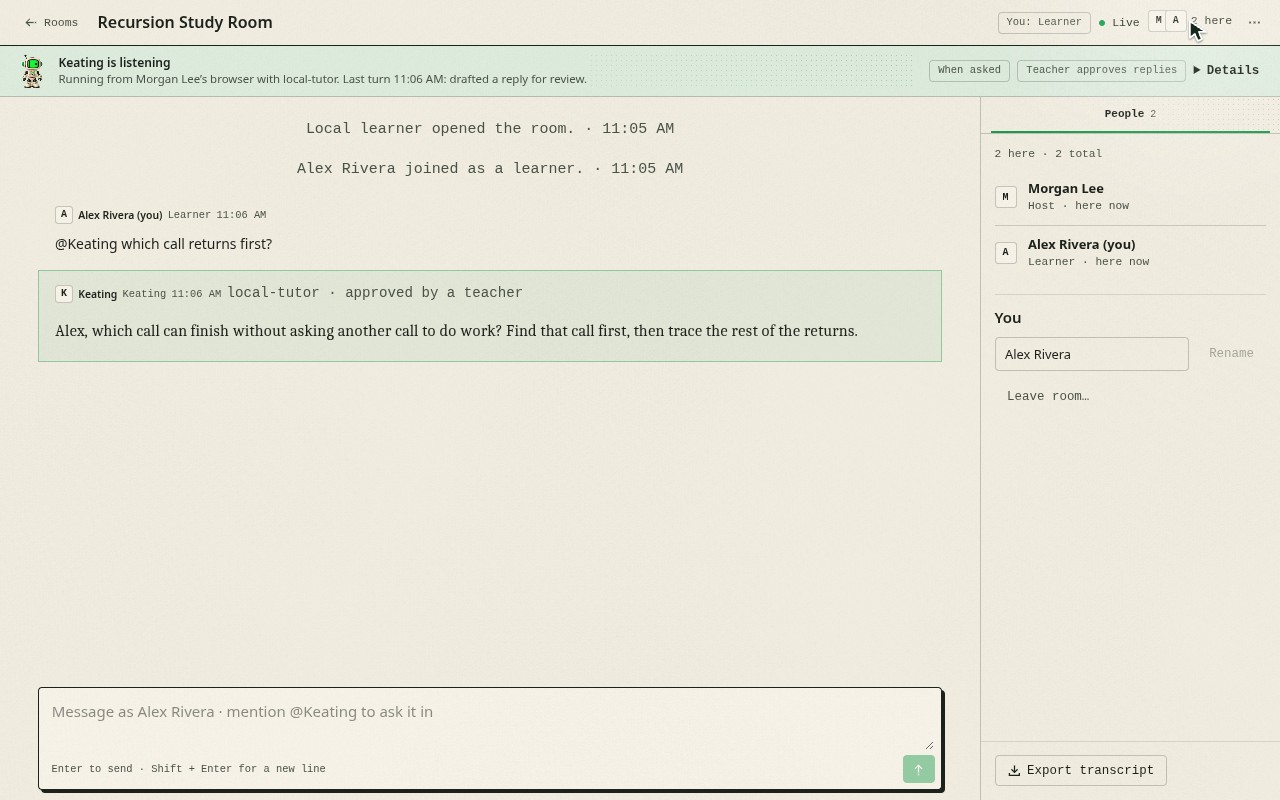 Rooms
Recursion Study Room
You: Learner
Live
M A 2 here
Keating is listening
Running from Morgan Lee’s browser with local-tutor. Last turn 11:06 AM: drafted a reply for review.
When asked
Teacher approves replies
Details
Local learner opened the room. · 11:05 AM
Alex Rivera joined as a learner. · 11:05 AM
A Alex Rivera (you) Learner 11:06 AM
@Keating which call returns first?
K Keating Keating 11:06 AM local-tutor · approved by a teacher
Alex, which call can finish without asking another call to do work? Find that call first, then trace the rest of the returns.
Message as Alex Rivera · mention @Keating to ask it in
Enter to send · Shift + Enter for a new line
People 2
2 here · 2 total
M
Morgan Lee
Host · here now
A
Alex Rivera (you)
Learner · here now
You
Alex Rivera
Rename
Leave room…
Export transcript